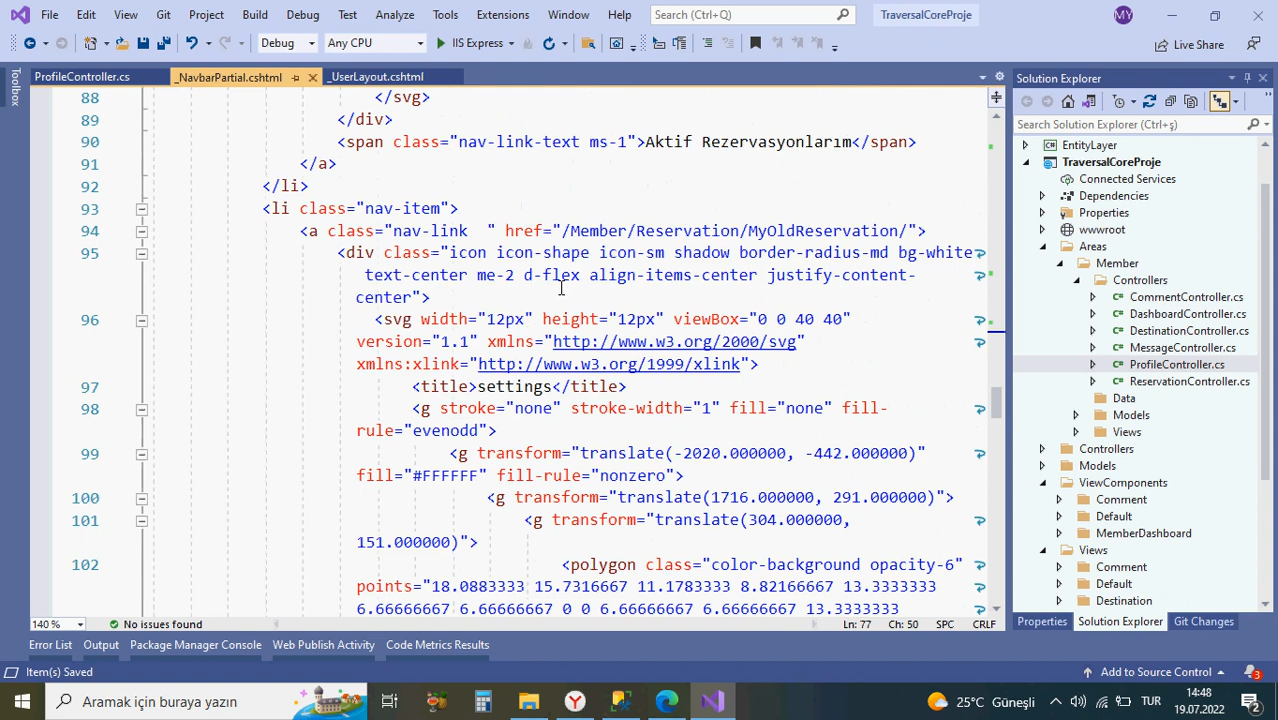 File Edit View Git Project Build Debug Test Analyze Tools Extensions Window Help Search (Ctrl+Q) TraversalCoreProje MY
Debug Any CPU IIS Express Live Share
Toolbox
ProfileController.cs _NavbarPartial.cshtml _UserLayout.cshtml
88 </svg>
89 </div>
90 <span class="nav-link-text ms-1">Aktif Rezervasyonlarım</span>
91 </a>
92 </li>
93 <li class="nav-item">
94 <a class="nav-link  " href="/Member/Reservation/MyOldReservation/">
95 <div class="icon icon-shape icon-sm shadow border-radius-md bg-white
text-center me-2 d-flex align-items-center justify-content-
center">
96 <svg width="12px" height="12px" viewBox="0 0 40 40"
version="1.1" xmlns="http://www.w3.org/2000/svg"
xmlns:xlink="http://www.w3.org/1999/xlink">
97 <title>settings</title>
98 <g stroke="none" stroke-width="1" fill="none" fill-
rule="evenodd">
99 <g transform="translate(-2020.000000, -442.000000)"
fill="#FFFFFF" fill-rule="nonzero">
100 <g transform="translate(1716.000000, 291.000000)">
101 <g transform="translate(304.000000,
151.000000)">
102 <polygon class="color-background opacity-6"
points="18.0883333 15.7316667 11.1783333 8.82166667 13.3333333
6.66666667 6.66666667 0 0 6.66666667 6.66666667 13.3333333
140 % No issues found Ln: 77 Ch: 50 SPC CRLF
Solution Explorer
Search Solution Explorer (Ctrl+ş)
EntityLayer
TraversalCoreProje
Connected Services
Dependencies
Properties
wwwroot
Areas
Member
Controllers
CommentController.cs
DashboardController.cs
DestinationController.cs
MessageController.cs
ProfileController.cs
ReservationController.cs
Data
Models
Views
Controllers
Models
ViewComponents
Comment
Default
MemberDashboard
Views
Comment
Default
Destination
Properties Solution Explorer Git Changes
Error List Output Package Manager Console Web Publish Activity Code Metrics Results
Item(s) Saved Add to Source Control 3
Aramak için buraya yazın 25°C Güneşli TUR 14:48
19.07.2022 2